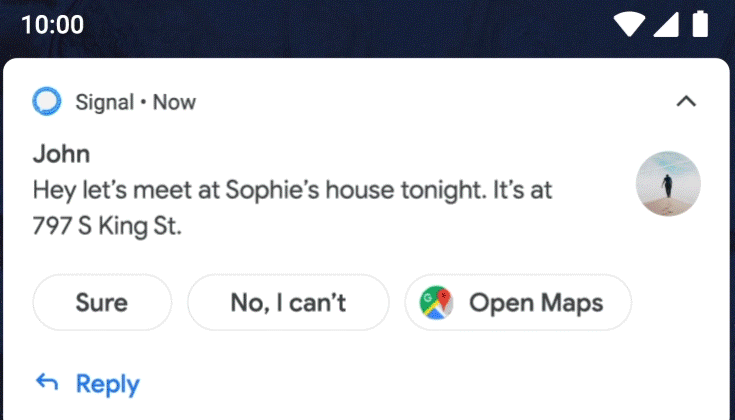 10:00
Signal • Now
John
Hey let’s meet at Sophie’s house tonight. It’s at
797 S King St.
Sure
No, I can’t
G
Open Maps
Reply